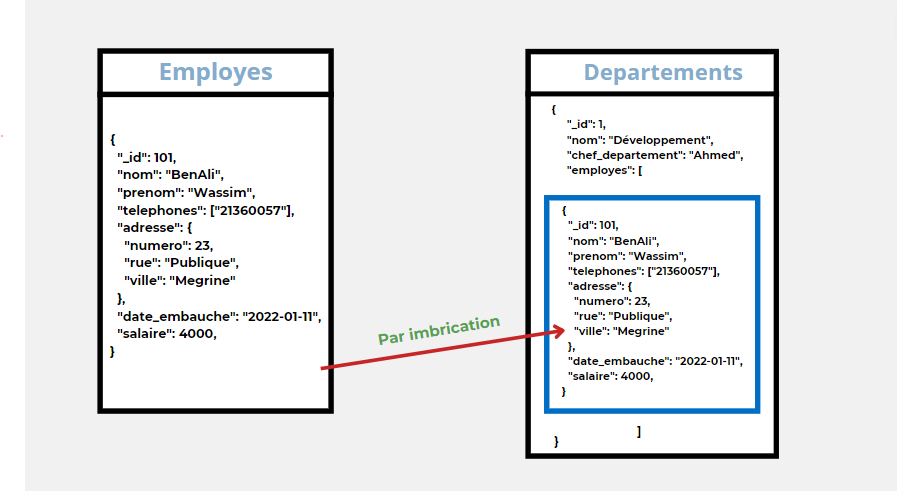 Employes
{
"_id": 101,
"nom": "BenAli",
"prenom": "Wassim",
"telephones": ["21360057"],
"adresse": {
"numero": 23,
"rue": "Publique",
"ville": "Megrine"
},
"date_embauche": "2022-01-11",
"salaire": 4000,
}
Par imbrication
Departements
{
"_id": 1,
"nom": "Développement",
"chef_departement": "Ahmed",
"employes": [
{
"_id": 101,
"nom": "BenAli",
"prenom": "Wassim",
"telephones": ["21360057"],
"adresse": {
"numero": 23,
"rue": "Publique",
"ville": "Megrine"
},
"date_embauche": "2022-01-11",
"salaire": 4000,
}
]
}